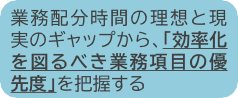 業務配分時間の理想と現
実のギャップから、「効率化
を図るべき業務項目の優
先度」を把握する